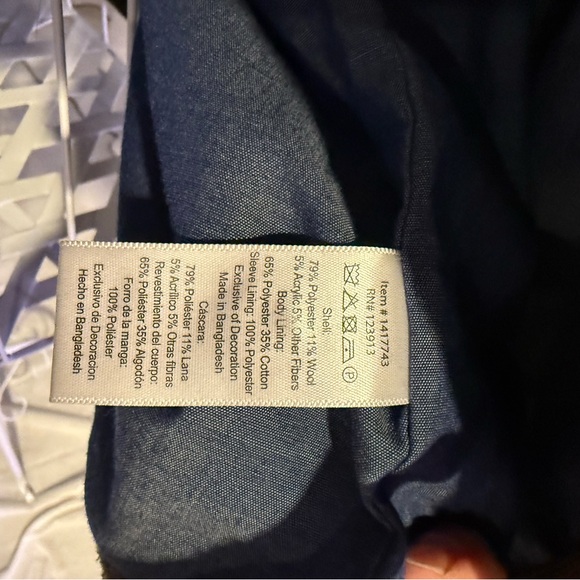 Item # 1417743
RN# 123913
Shell:
79% Polyester 11% Wool
5% Acrylic 5% Other Fibers
Body Lining:
65% Polyester 35% Cotton
Sleeve Lining: 100% Polyester
Exclusive of Decoration
Made in Bangladesh
Cáscara:
79% Poliéster 11% Lana
5% Acrílico 5% Otras fibras
Revestimiento del cuerpo:
65% Poliéster 35% Algodón
Forro de la manga:
100% Poliéster
Exclusivo de Decoracion
Hecho en Bangladesh